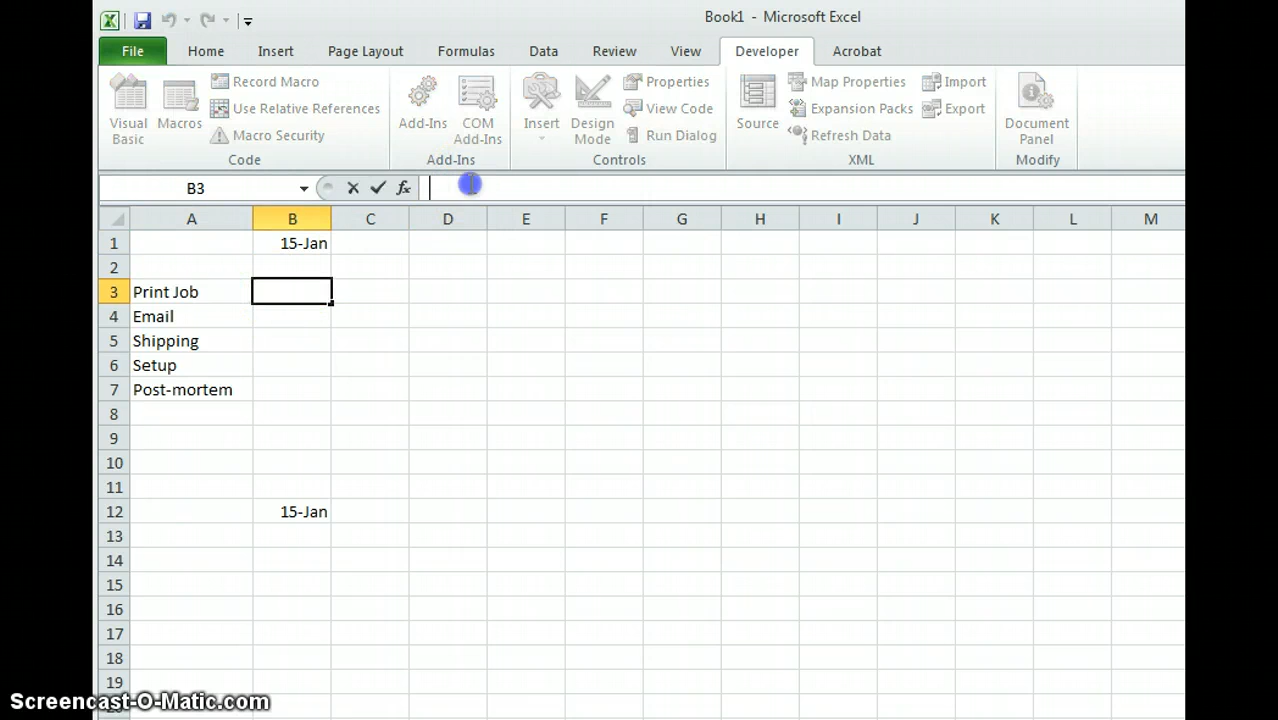 Book1 - Microsoft Excel
File Home Insert Page Layout Formulas Data Review View Developer Acrobat
Visual Basic
Macros
Record Macro
Use Relative References
Macro Security
Code
Add-Ins
COM Add-Ins
Add-Ins
Insert
Design Mode
Properties
View Code
Run Dialog
Controls
Source
Map Properties
Expansion Packs
Refresh Data
Import
Export
XML
Document Panel
Modify
B3 fx
A B C D E F G H I J K L M
1 15-Jan
2
3 Print Job
4 Email
5 Shipping
6 Setup
7 Post-mortem
8
9
10
11
12 15-Jan
13
14
15
16
17
18
19
Screencast-O-Matic.com